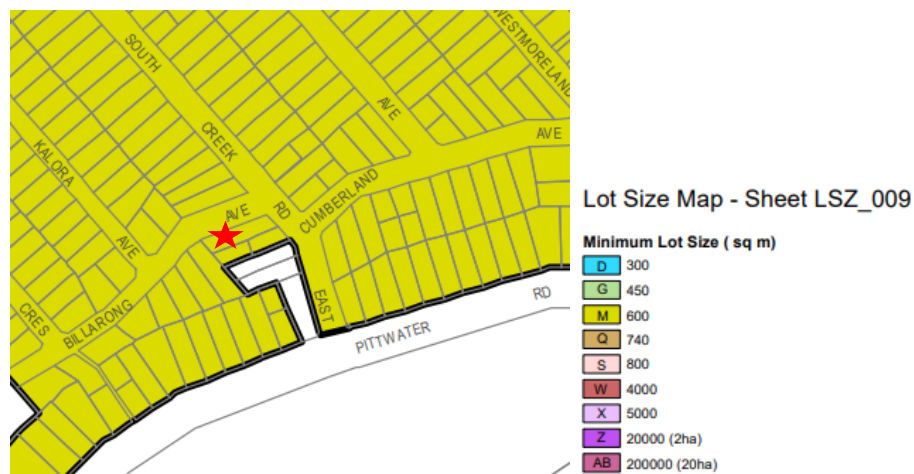 SOUTH
CREEK
RD
WESTMORELAND
AVE
AVE
KALORA
AVE
AVE
CUMBERLAND
CRES
BILLARONG
EAST
PITTWATER
RD
Lot Size Map - Sheet LSZ_009
Minimum Lot Size ( sq m)
D 300
G 450
M 600
Q 740
S 800
W 4000
X 5000
Z 20000 (2ha)
AB 200000 (20ha)